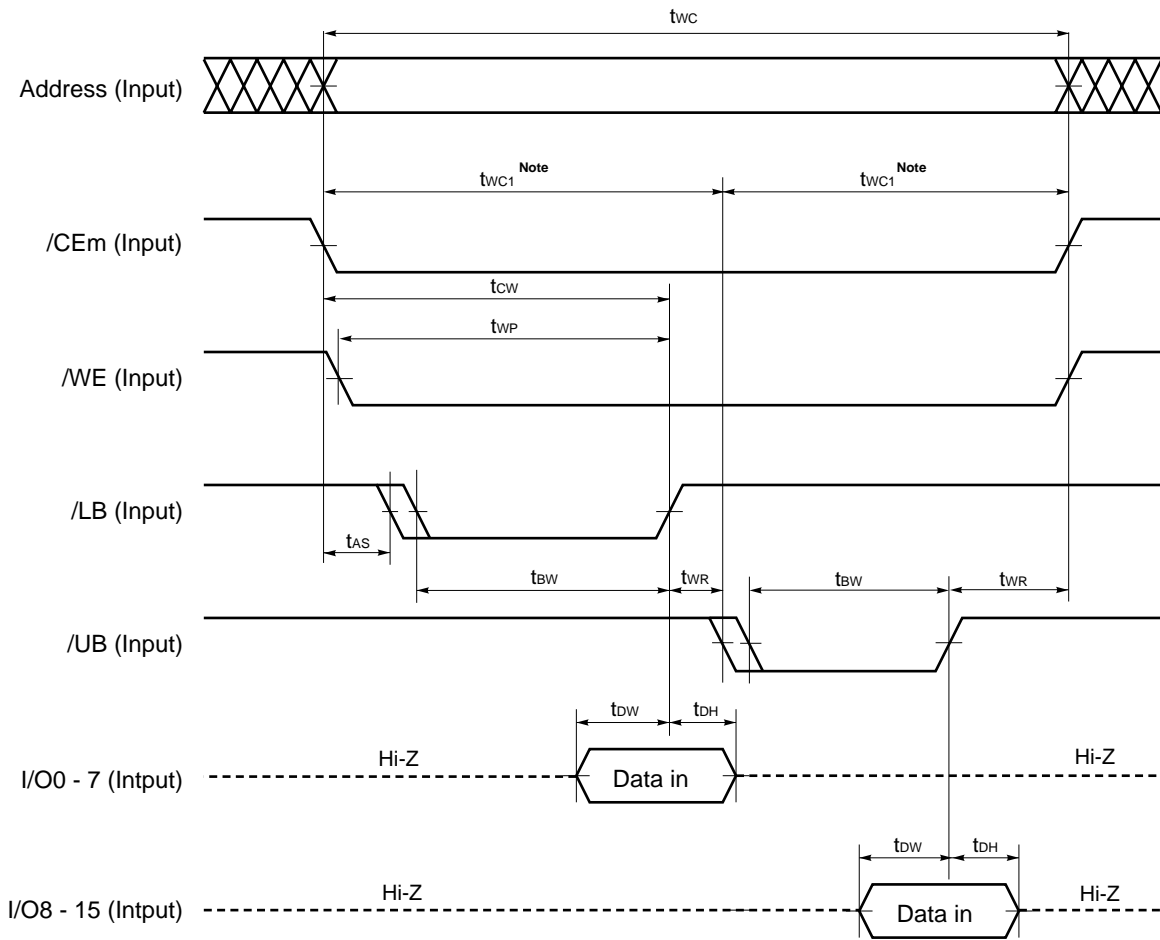 tWC
Address (Input)
tWC1 Note
tWC1 Note
/CEm (Input)
tCW
tWP
/WE (Input)
/LB (Input)
tAS
tBW
tWR
tBW
tWR
/UB (Input)
tDW
tDH
Hi-Z
Hi-Z
I/O0 - 7 (Intput)
Data in
tDW
tDH
Hi-Z
Hi-Z
I/O8 - 15 (Intput)
Data in